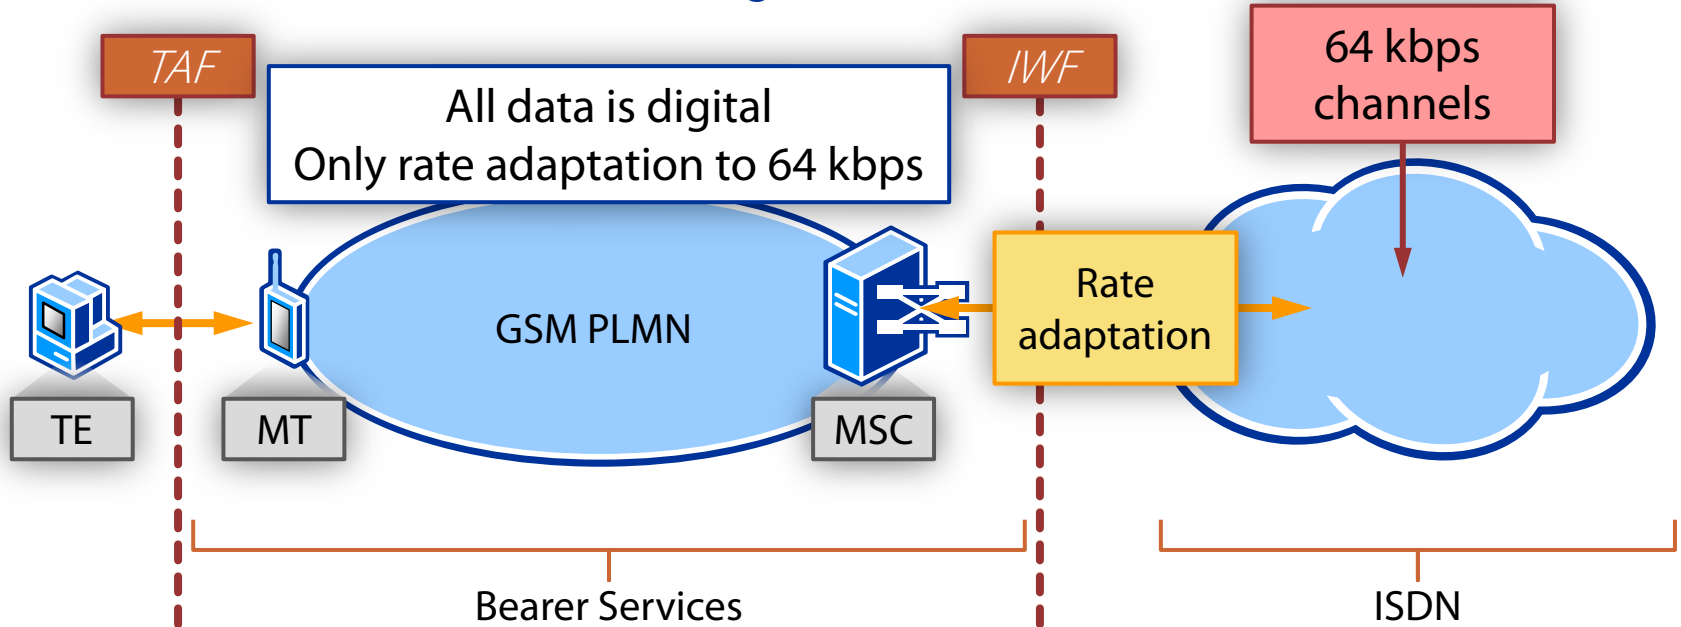 TAF
IWF
64 kbps
channels
All data is digital
Only rate adaptation to 64 kbps
Rate
adaptation
GSM PLMN
TE
MT
MSC
Bearer Services
ISDN